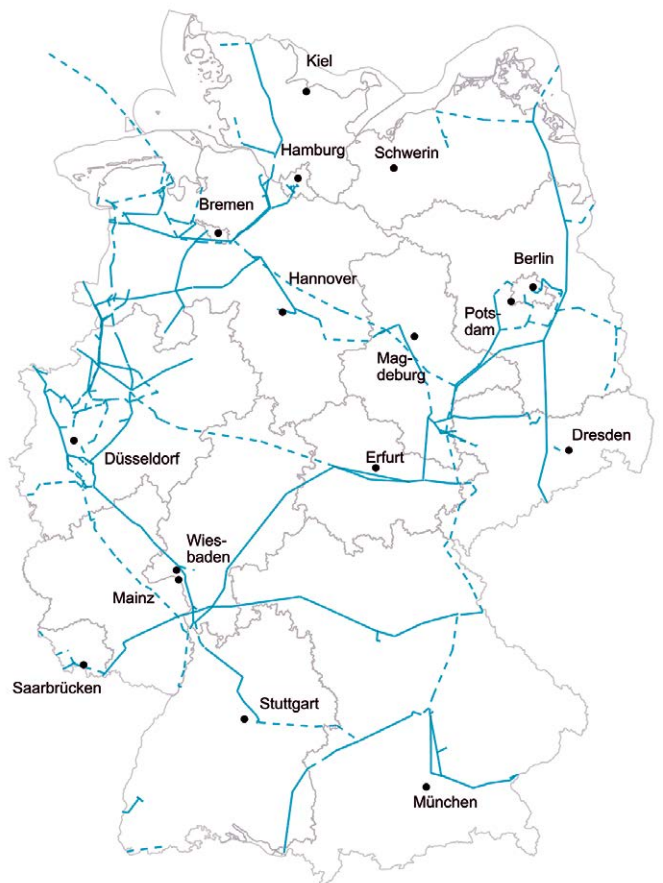 Kiel
Hamburg
Schwerin
Bremen
Berlin
Hannover
Pots-
dam
Mag-
deburg
Düsseldorf
Erfurt
Dresden
Wies-
baden
Mainz
Saarbrücken
Stuttgart
München